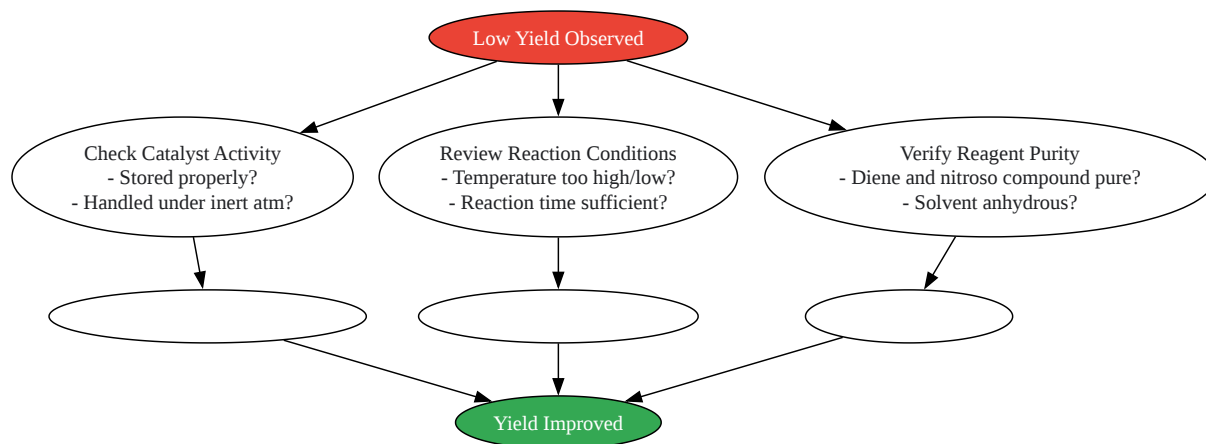 Low Yield Observed
Check Catalyst Activity
- Stored properly?
- Handled under inert atm?
Review Reaction Conditions
- Temperature too high/low?
- Reaction time sufficient?
Verify Reagent Purity
- Diene and nitroso compound pure?
- Solvent anhydrous?
Yield Improved